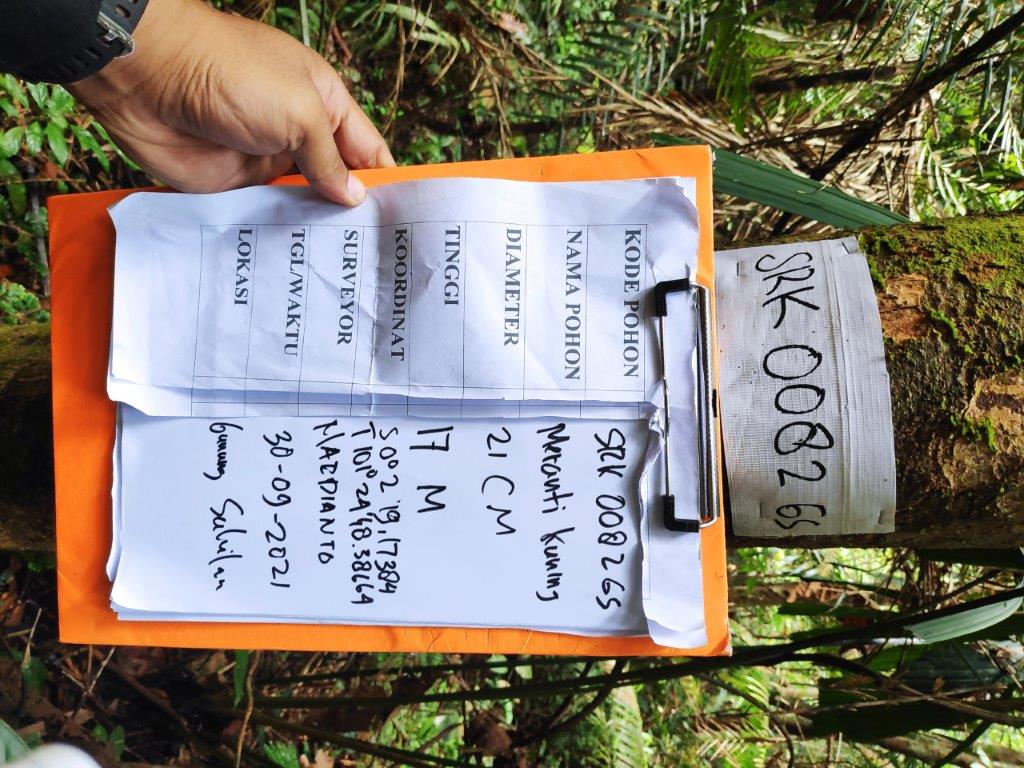 SRK 0082 GS
KODE POHON SRK 0082 GS
NAMA POHON Meranti Kuning
DIAMETER 21 CM
TINGGI 17 M
KOORDINAT S 00° 2 '19.17384
T 101° 29'48.38664
SURVEYOR MARDIANTO
TGL/WAKTU 30-09-2021
LOKASI Gunung Sahilan